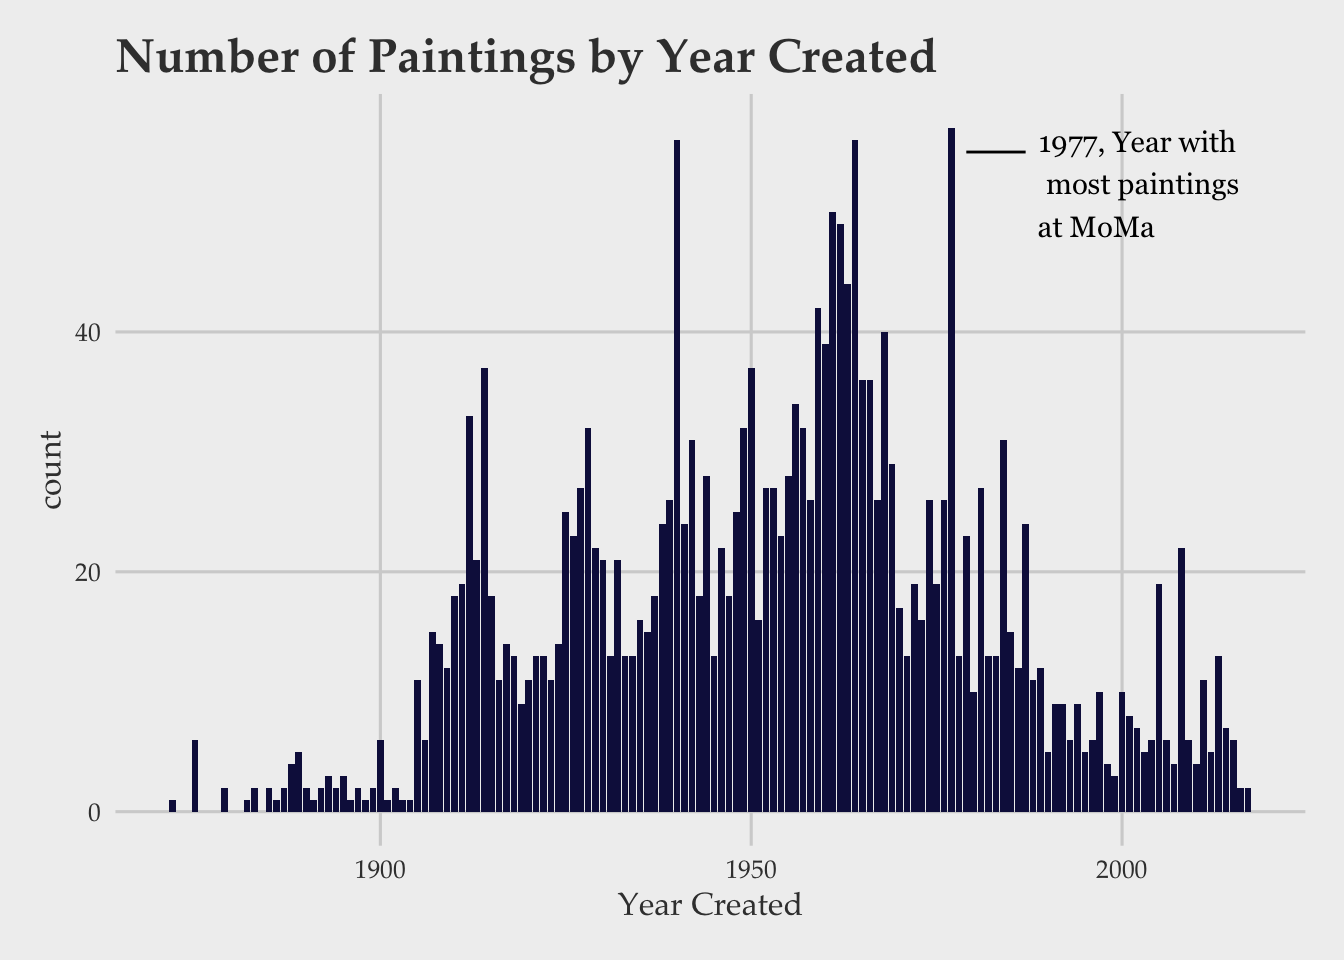 Number of Paintings by Year Created
1977, Year with
most paintings
at MoMa
40
20
0
count
1900 1950 2000
Year Created